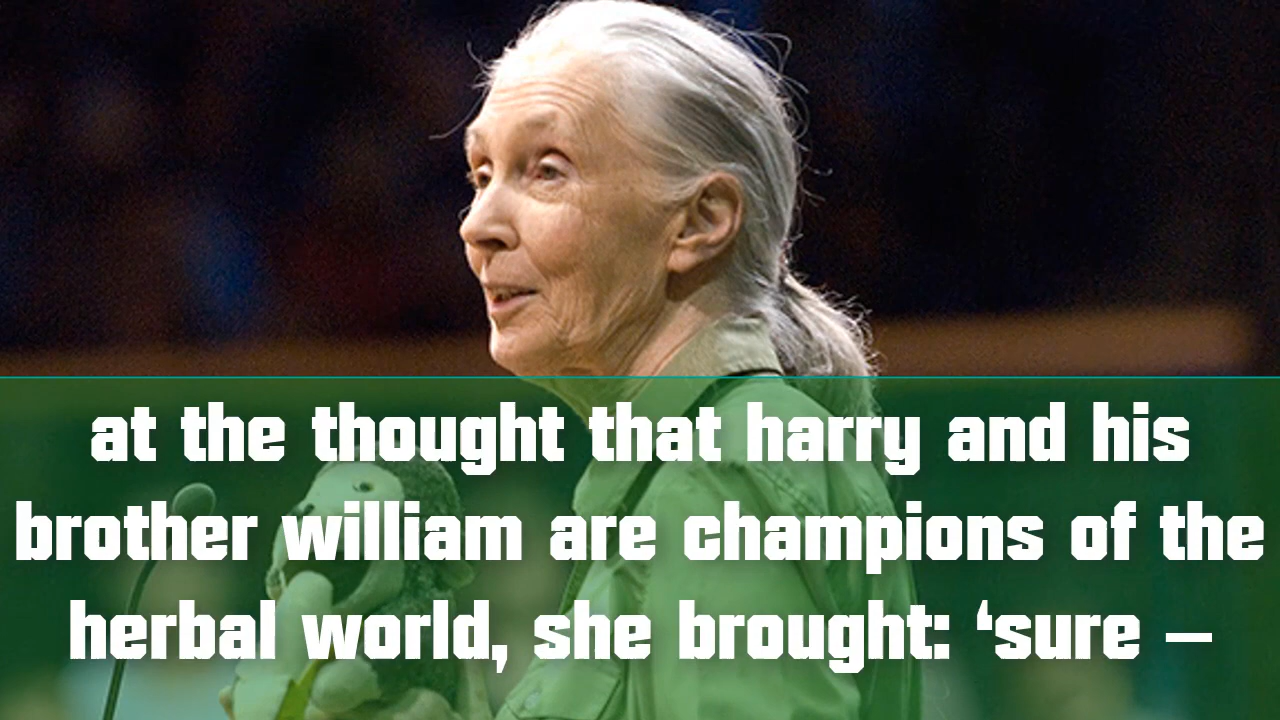 at the thought that harry and his
brother william are champions of the
herbal world, she brought: ‘sure —